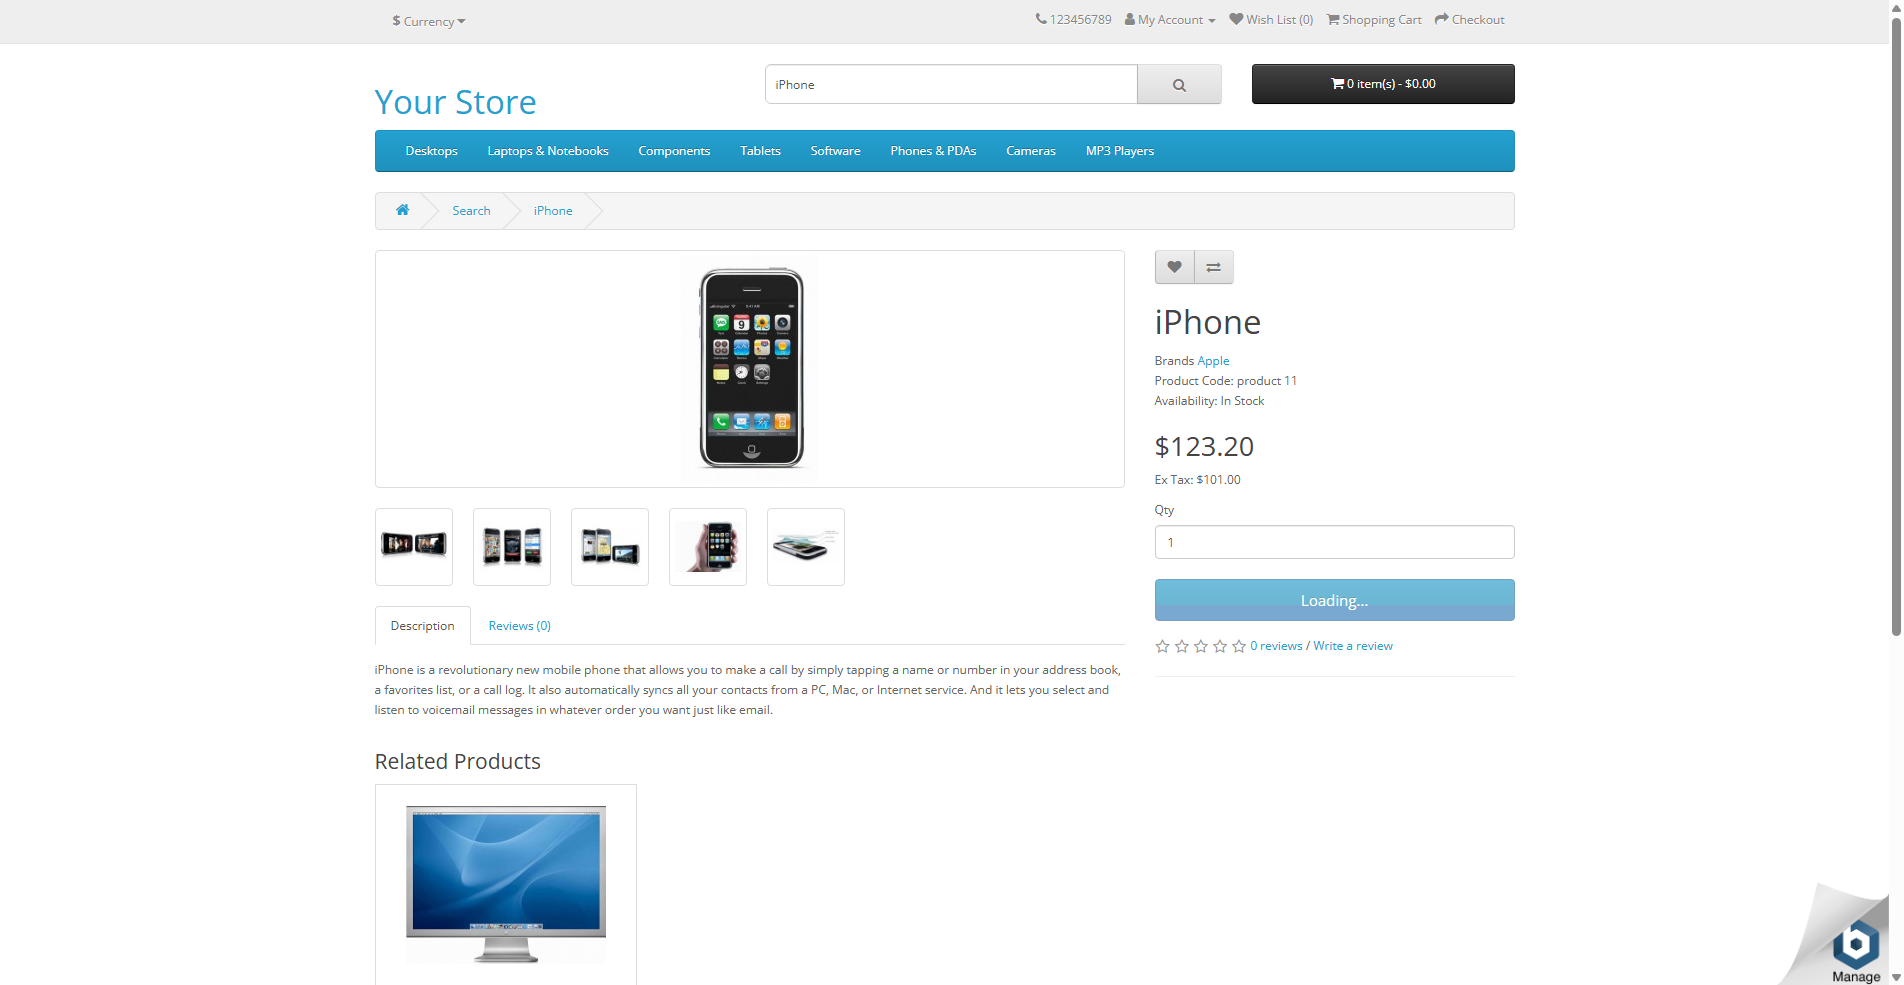 $ Currency
123456789 My Account Wish List (0) Shopping Cart Checkout
Your Store
iPhone
0 item(s) - $0.00
Desktops Laptops & Notebooks Components Tablets Software Phones & PDAs Cameras MP3 Players
Search iPhone
iPhone
Brands Apple
Product Code: product 11
Availability: In Stock
$123.20
Ex Tax: $101.00
Qty
1
Loading...
0 reviews / Write a review
Description Reviews (0)
iPhone is a revolutionary new mobile phone that allows you to make a call by simply tapping a name or number in your address book,
a favorites list, or a call log. It also automatically syncs all your contacts from a PC, Mac, or Internet service. And it lets you select and
listen to voicemail messages in whatever order you want just like email.
Related Products
Manage